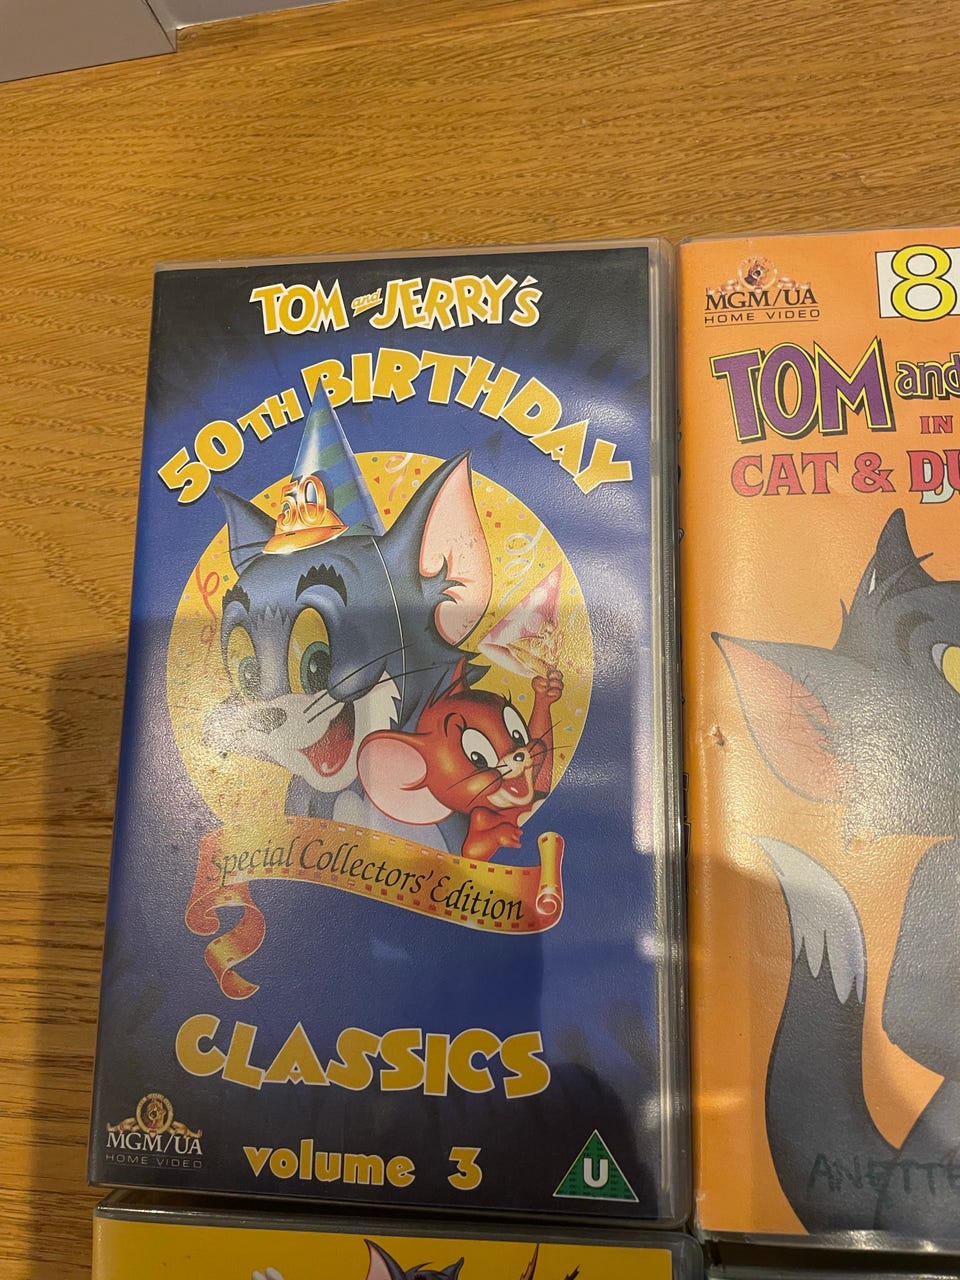 TOM and JERRY'S
50TH BIRTHDAY
50
Special Collectors' Edition
CLASSICS
MGM/UA
HOME VIDEO
volume 3
U
MGM/UA
HOME VIDEO
8
TOM and
IN
CAT &
ANETTE